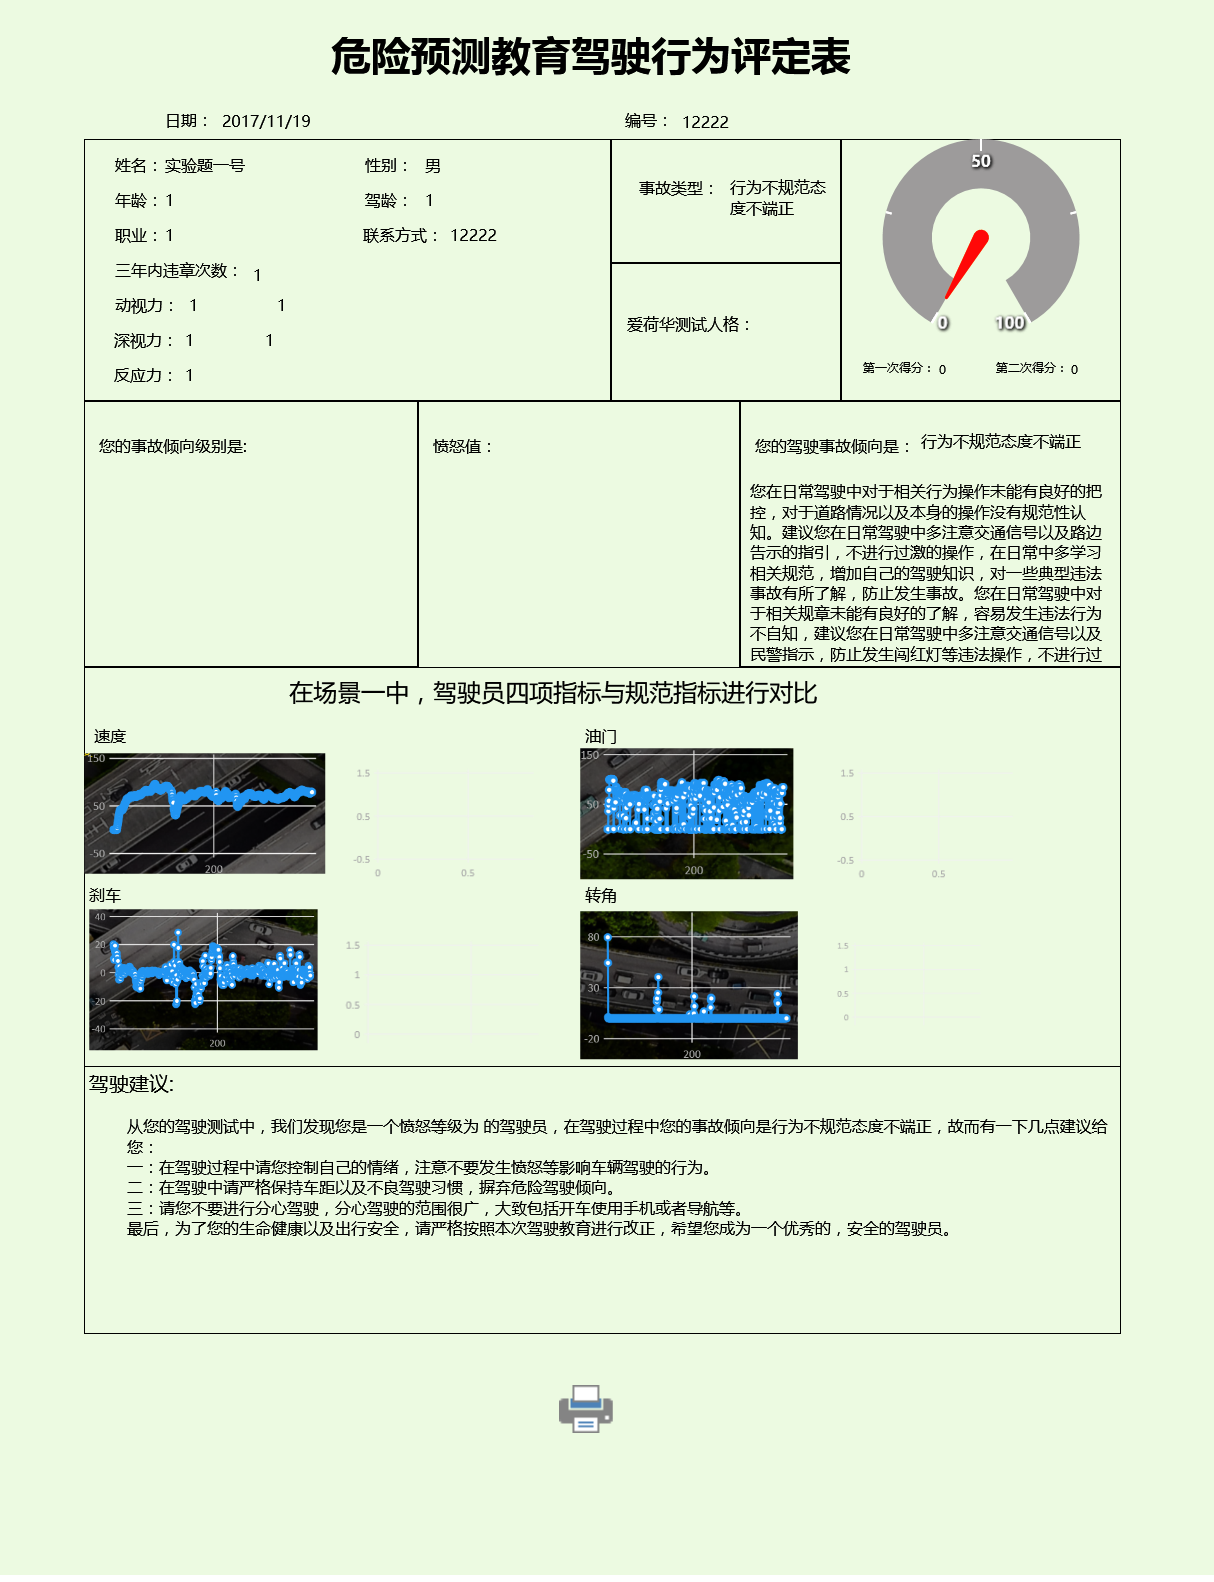 危险预测教育驾驶行为评定表
日期： 2017/11/19
编号： 12222
姓名：实验题一号
性别： 男
年龄：1
驾龄： 1
职业：1
联系方式： 12222
三年内违章次数： 1
动视力： 1 1
深视力： 1 1
反应力： 1
事故类型： 行为不规范态
度不端正
爱荷华测试人格：
50
0 100
第一次得分：0 第二次得分：0
您的事故倾向级别是:
愤怒值：
您的驾驶事故倾向是： 行为不规范态度不端正
您在日常驾驶中对于相关行为操作未能有良好的把
控，对于道路情况以及本身的操作没有规范性认
知。建议您在日常驾驶中多注意交通信号以及路边
告示的指引，不进行过激的操作，在日常中多学习
相关规范，增加自己的驾驶知识，对一些典型违法
事故有所了解，防止发生事故。您在日常驾驶中对
于相关规章未能有良好的了解，容易发生违法行为
不自知，建议您在日常驾驶中多注意交通信号以及
民警指示，防止发生闯红灯等违法操作，不进行过
在场景一中，驾驶员四项指标与规范指标进行对比
速度
150
50
-50
200
1.5
0.5
-0.5
0 0.5
油门
150
50
-50
200
1.5
0.5
-0.5
0 0.5
刹车
40
20
0
-20
-40
200
1.5
1
0.5
0
转角
80
30
-20
200
1.5
1
0.5
0
驾驶建议:
从您的驾驶测试中，我们发现您是一个愤怒等级为 的驾驶员，在驾驶过程中您的事故倾向是行为不规范态度不端正，故而有一下几点建议给
您：
一：在驾驶过程中请您控制自己的情绪，注意不要发生愤怒等影响车辆驾驶的行为。
二：在驾驶中请严格保持车距以及不良驾驶习惯，摒弃危险驾驶倾向。
三：请您不要进行分心驾驶，分心驾驶的范围很广，大致包括开车使用手机或者导航等。
最后，为了您的生命健康以及出行安全，请严格按照本次驾驶教育进行改正，希望您成为一个优秀的，安全的驾驶员。